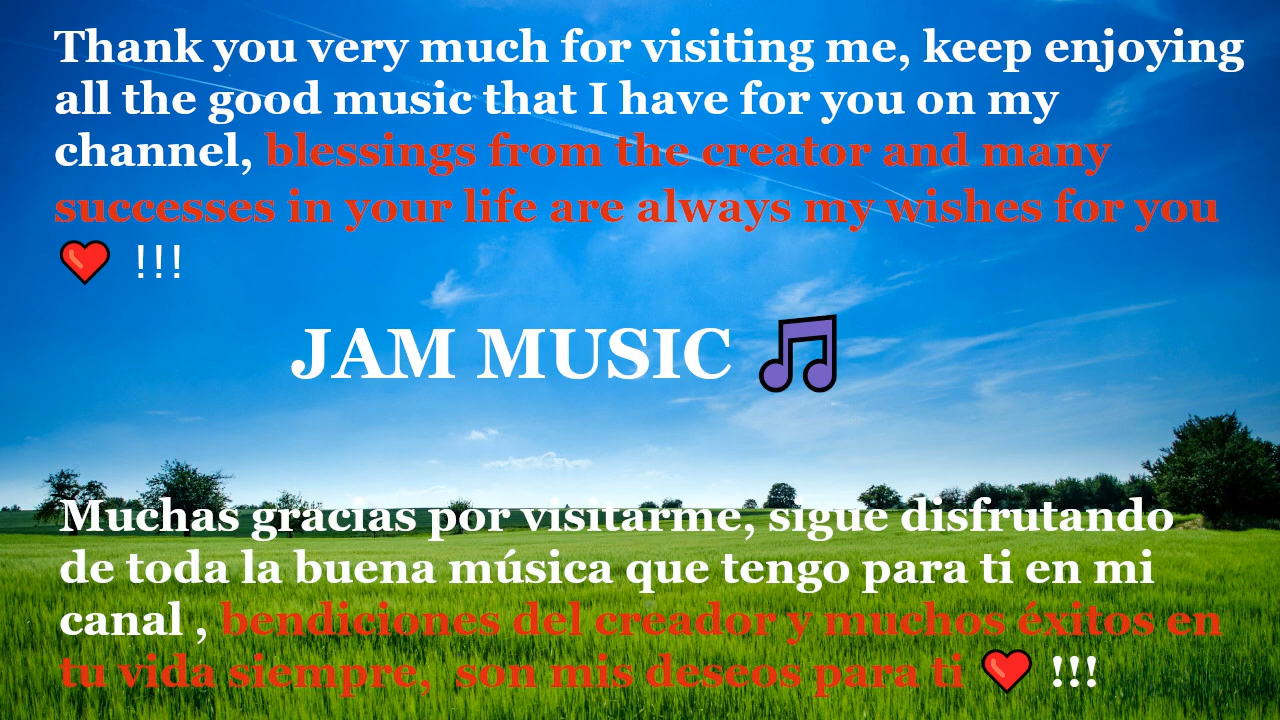 Thank you very much for visiting me, keep enjoying
all the good music that I have for you on my
channel, blessings from the creator and many
successes in your life are always my wishes for you
❤️ !!!
JAM MUSIC 🎵
Muchas gracias por visitarme, sigue disfrutando
de toda la buena música que tengo para ti en mi
canal , bendiciones del creador y muchos éxitos en
tu vida siempre, son mis deseos para ti ❤️ !!!